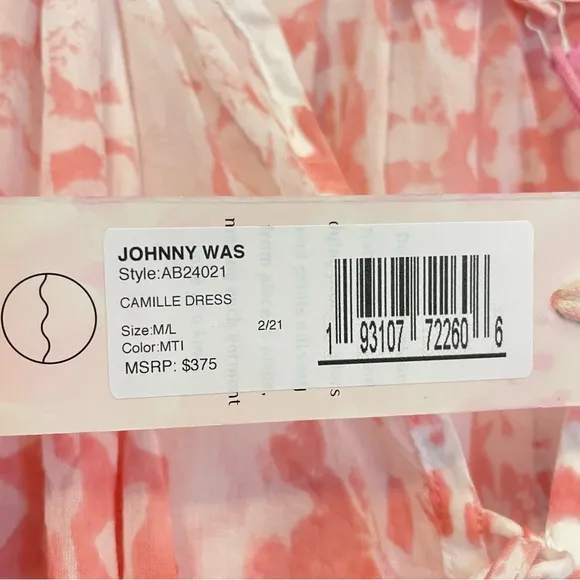 JOHNNY WAS
Style:AB24021
CAMILLE DRESS
Size:M/L
2/21
Color:MTI
MSRP: $375
1 93107 72260 6